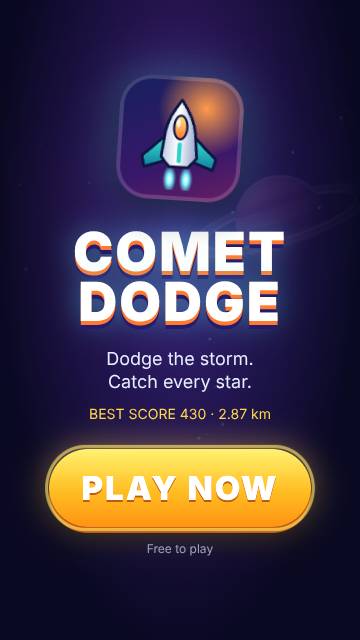 COMET
DODGE
Dodge the storm.
Catch every star.
BEST SCORE 430 · 2.87 km
PLAY NOW
Free to play